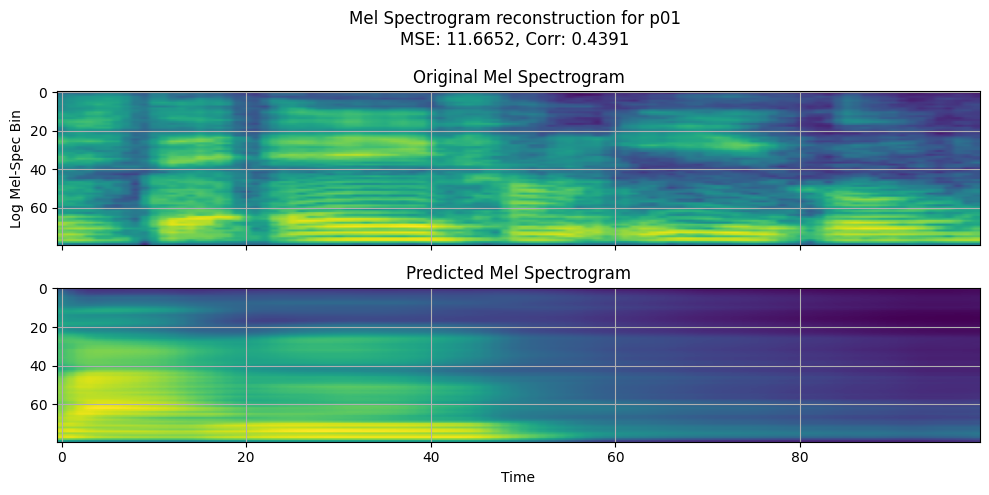 Mel Spectrogram reconstruction for p01
MSE: 11.6652, Corr: 0.4391
Original Mel Spectrogram
0
20
40
60
Log Mel-Spec Bin
Predicted Mel Spectrogram
0
20
40
60
0 20 40 60 80
Time